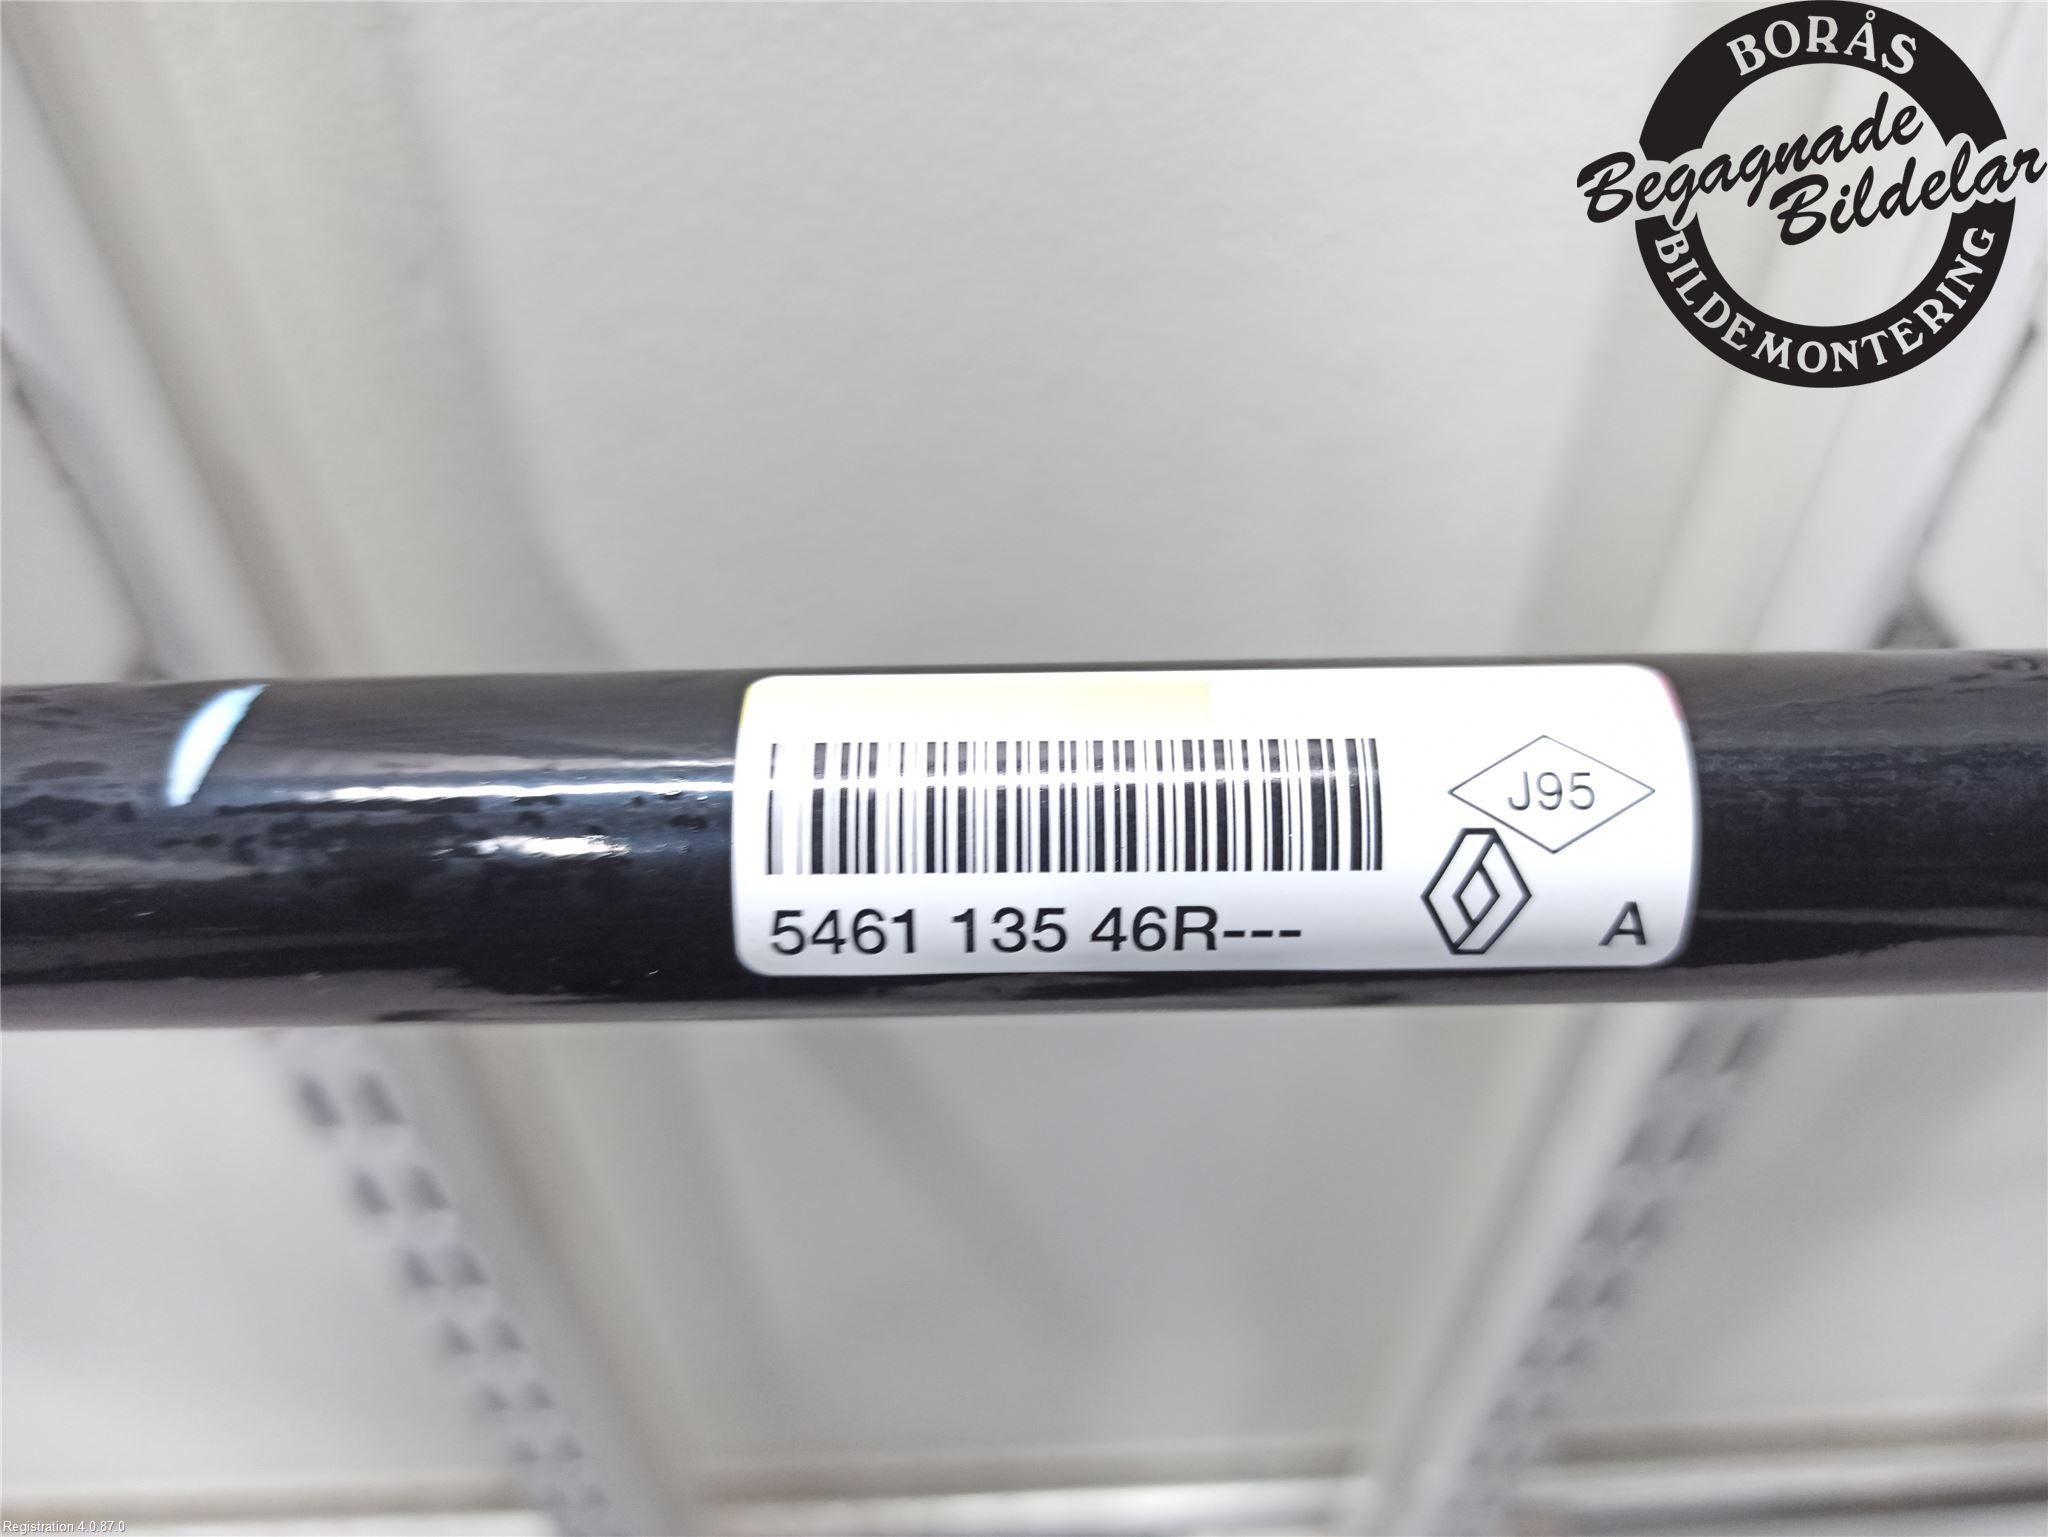 BORÅS
Begagnade
Bildelar
BILDEMONTERING
J95
5461 135 46R---
A
Registration 4.0.87.0